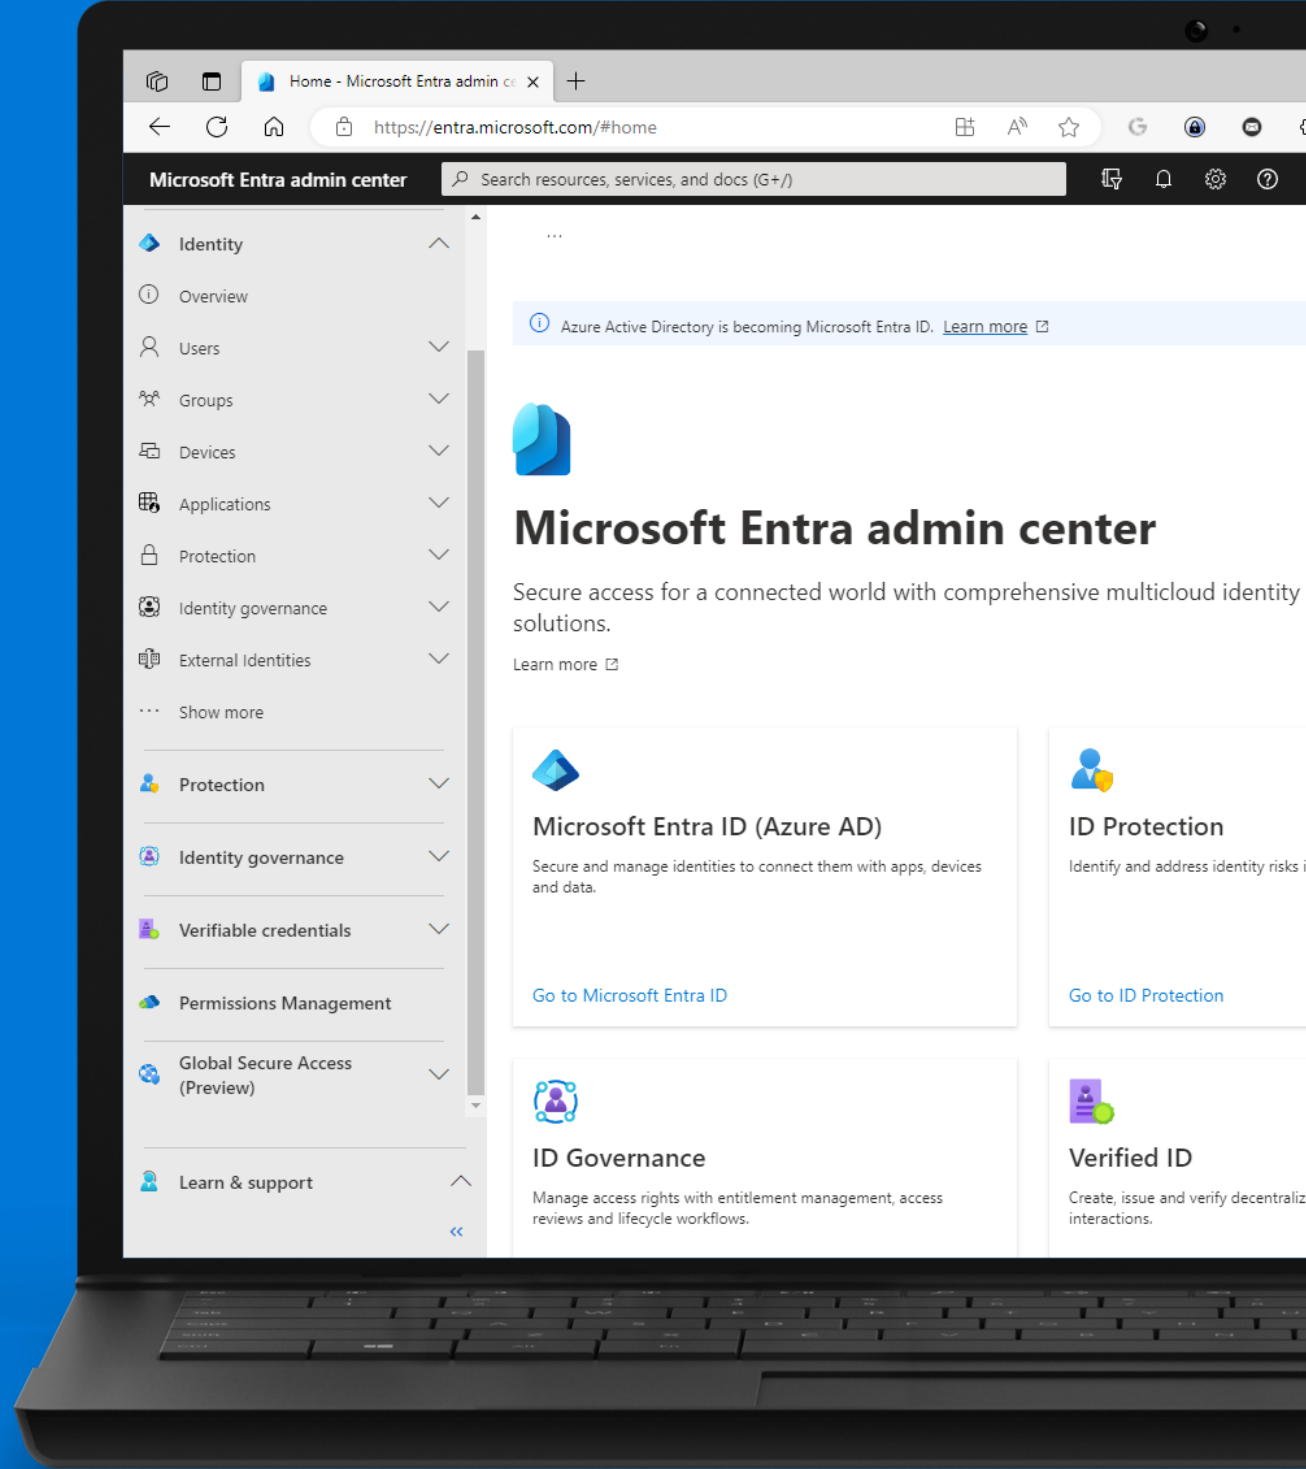 Home - Microsoft Entra admin ce
https://entra.microsoft.com/#home
Microsoft Entra admin center
Search resources, services, and docs (G+/)
Identity
Overview
Users
Groups
Devices
Applications
Protection
Identity governance
External Identities
Show more
Protection
Identity governance
Verifiable credentials
Permissions Management
Global Secure Access
(Preview)
Learn & support
Azure Active Directory is becoming Microsoft Entra ID. Learn more
Microsoft Entra admin center
Secure access for a connected world with comprehensive multicloud identity
solutions.
Learn more
Microsoft Entra ID (Azure AD)
Secure and manage identities to connect them with apps, devices
and data.
Go to Microsoft Entra ID
ID Protection
Identify and address identity risks i
Go to ID Protection
ID Governance
Manage access rights with entitlement management, access
reviews and lifecycle workflows.
Verified ID
Create, issue and verify decentraliz
interactions.